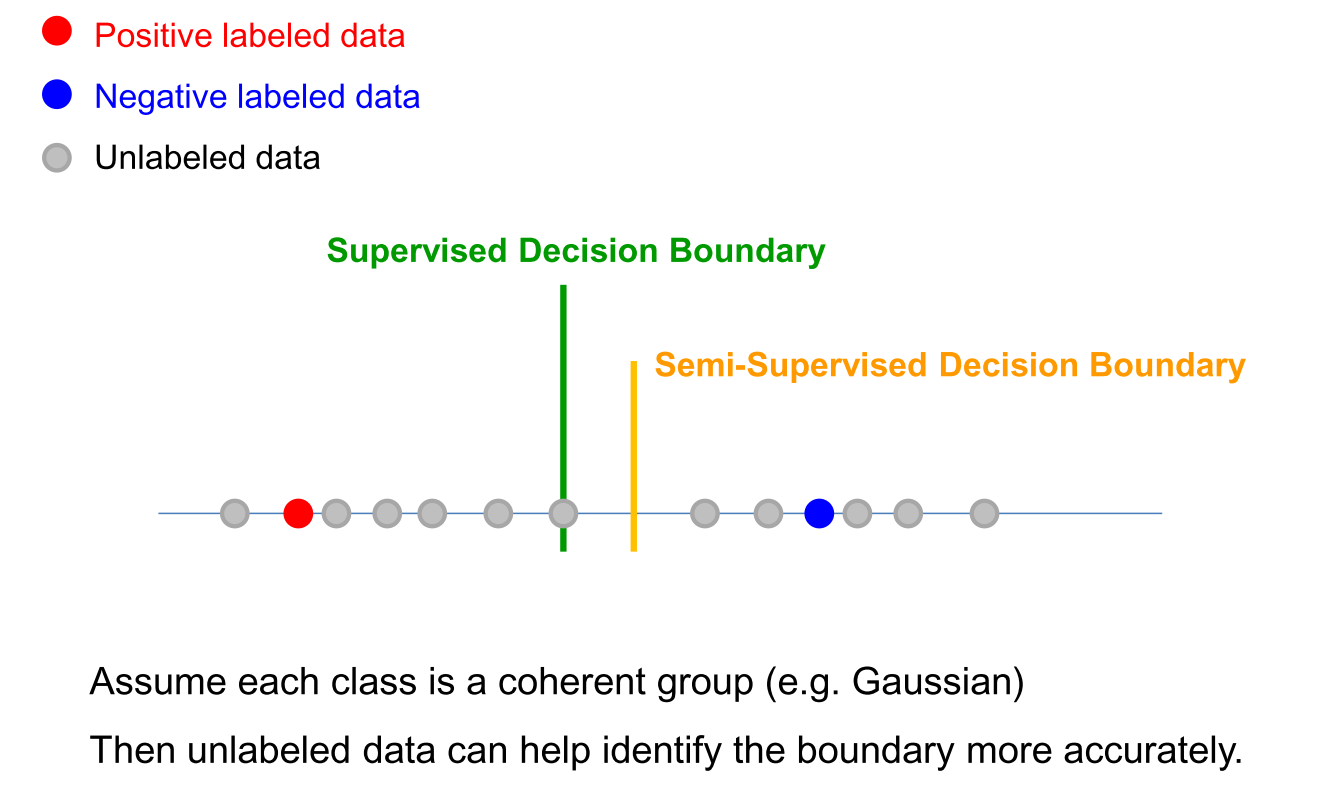 Positive labeled data
Negative labeled data
Unlabeled data
Supervised Decision Boundary
Semi-Supervised Decision Boundary
Assume each class is a coherent group (e.g. Gaussian)
Then unlabeled data can help identify the boundary more accurately.